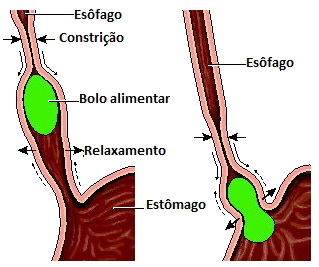 Esôfago
Constrição
Bolo alimentar
Relaxamento
Estômago
Esôfago